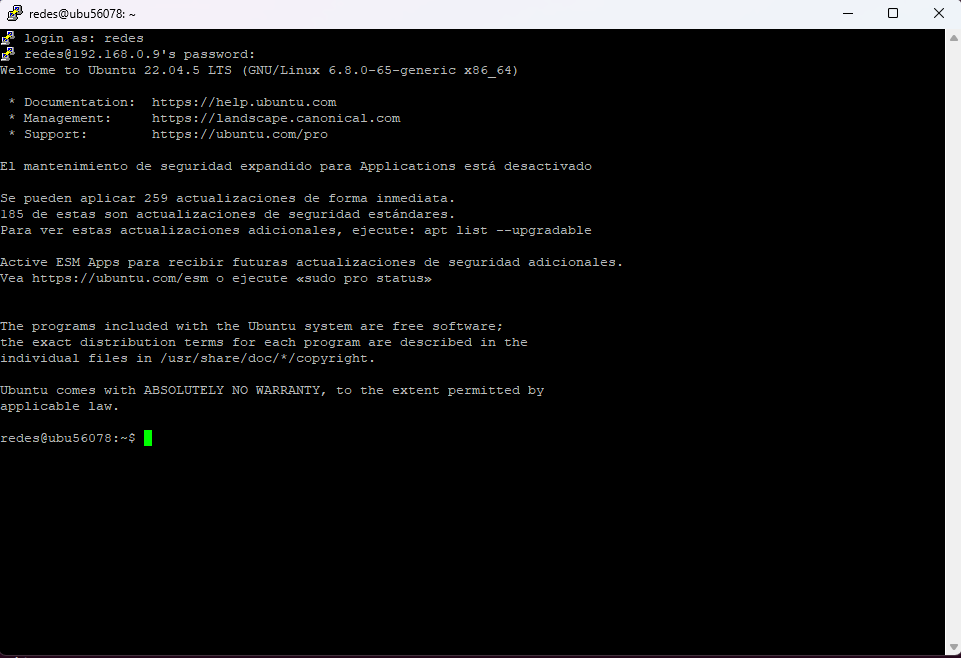 redes@ubu56078: ~
login as: redes
redes@192.168.0.9's password:
Welcome to Ubuntu 22.04.5 LTS (GNU/Linux 6.8.0-65-generic x86_64)
* Documentation:  https://help.ubuntu.com
* Management:     https://landscape.canonical.com
* Support:        https://ubuntu.com/pro
El mantenimiento de seguridad expandido para Applications está desactivado
Se pueden aplicar 259 actualizaciones de forma inmediata.
185 de estas son actualizaciones de seguridad estándares.
Para ver estas actualizaciones adicionales, ejecute: apt list --upgradable
Active ESM Apps para recibir futuras actualizaciones de seguridad adicionales.
Vea https://ubuntu.com/esm o ejecute «sudo pro status»
The programs included with the Ubuntu system are free software;
the exact distribution terms for each program are described in the
individual files in /usr/share/doc/*/copyright.
Ubuntu comes with ABSOLUTELY NO WARRANTY, to the extent permitted by
applicable law.
redes@ubu56078:~$